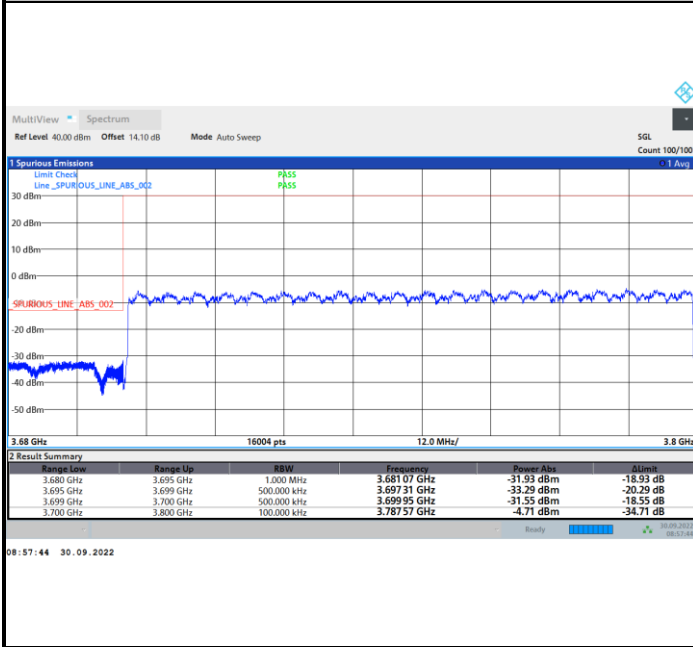 MultiView Spectrum
Ref Level 40.00 dBm Offset 14.10 dB Mode Auto Sweep SGL
Count 100/100
1 Spurious Emissions 1 Avg
Limit Check PASS
Line _SPURIOUS_LINE_ABS_002 PASS
30 dBm
20 dBm
10 dBm
0 dBm
SPURIOUS_LINE_ABS_002
-20 dBm
-30 dBm
-40 dBm
-50 dBm
3.68 GHz 16004 pts 12.0 MHz/ 3.8 GHz
2 Result Summary
Range Low Range Up RBW Frequency Power Abs ΔLimit
3.680 GHz 3.695 GHz 1.000 MHz 3.681 07 GHz -31.93 dBm -18.93 dB
3.695 GHz 3.699 GHz 500.000 kHz 3.697 31 GHz -33.29 dBm -20.29 dB
3.699 GHz 3.700 GHz 500.000 kHz 3.699 95 GHz -31.55 dBm -18.55 dB
3.700 GHz 3.800 GHz 100.000 kHz 3.787 57 GHz -4.71 dBm -34.71 dB
Ready 30.09.2022
08:57:44
08:57:44 30.09.2022